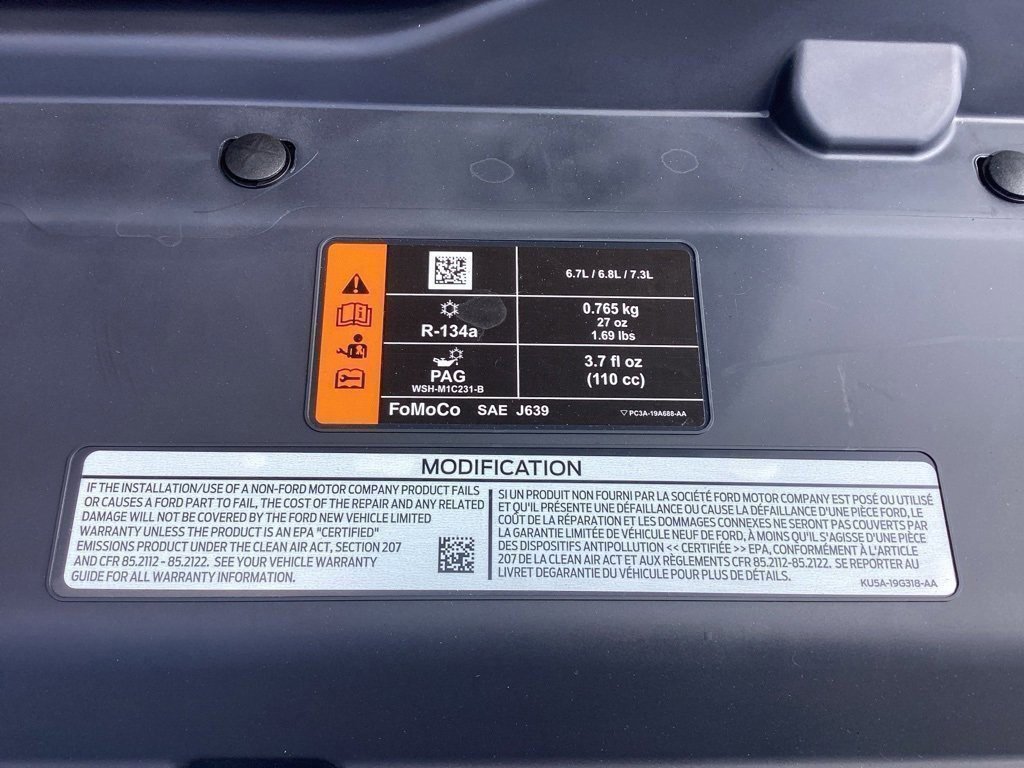 6.7L / 6.8L / 7.3L
R-134a
0.765 kg
27 oz
1.69 lbs
PAG
WSH-M1C231-B
3.7 fl oz
(110 cc)
FoMoCo SAE J639
PC3A-19A688-AA
MODIFICATION
IF THE INSTALLATION/USE OF A NON-FORD MOTOR COMPANY PRODUCT FAILS
OR CAUSES A FORD PART TO FAIL, THE COST OF THE REPAIR AND ANY RELATED
DAMAGE WILL NOT BE COVERED BY THE FORD NEW VEHICLE LIMITED
WARRANTY UNLESS THE PRODUCT IS AN EPA "CERTIFIED"
EMISSIONS PRODUCT UNDER THE CLEAN AIR ACT, SECTION 207
AND CFR 85.2112 - 85.2122. SEE YOUR VEHICLE WARRANTY
GUIDE FOR ALL WARRANTY INFORMATION.
SI UN PRODUIT NON FOURNI PAR LA SOCIÉTÉ FORD MOTOR COMPANY EST POSÉ OU UTILISÉ
ET QU'IL PRÉSENTE UNE DÉFAILLANCE OU CAUSE LA DÉFAILLANCE D'UNE PIÈCE FORD, LE
COÛT DE LA RÉPARATION ET LES DOMMAGES CONNEXES NE SERONT PAS COUVERTS PAR
LA GARANTIE LIMITÉE DE VÉHICULE NEUF DE FORD, À MOINS QU'IL S'AGISSE D'UNE PIÈCE
DES DISPOSITIFS ANTIPOLLUTION << CERTIFIÉE >> EPA, CONFORMÉMENT À L'ARTICLE
207 DE LA CLEAN AIR ACT ET AUX RÈGLEMENTS CFR 85.2112-85.2122. SE REPORTER AU
LIVRET DEGARANTIE DU VÉHICULE POUR PLUS DE DÉTAILS.
KU5A-19G318-AA